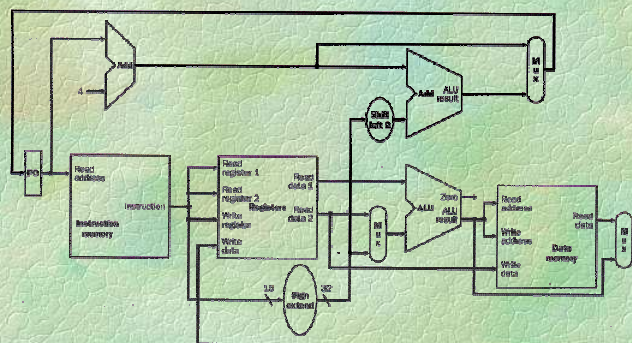 Add
4
M
u
x
Add
ALU
result
Shift
left 2
PC
Read
address
Instruction
Instruction
memory
Read
register 1
Read
register 2
Write
register
Write
data
Registers
Read
data 1
Read
data 2
M
u
x
Zero
ALU
ALU
result
Read
address
Write
address
Write
data
Read
data
Data
memory
M
u
x
16
Sign
extend
32